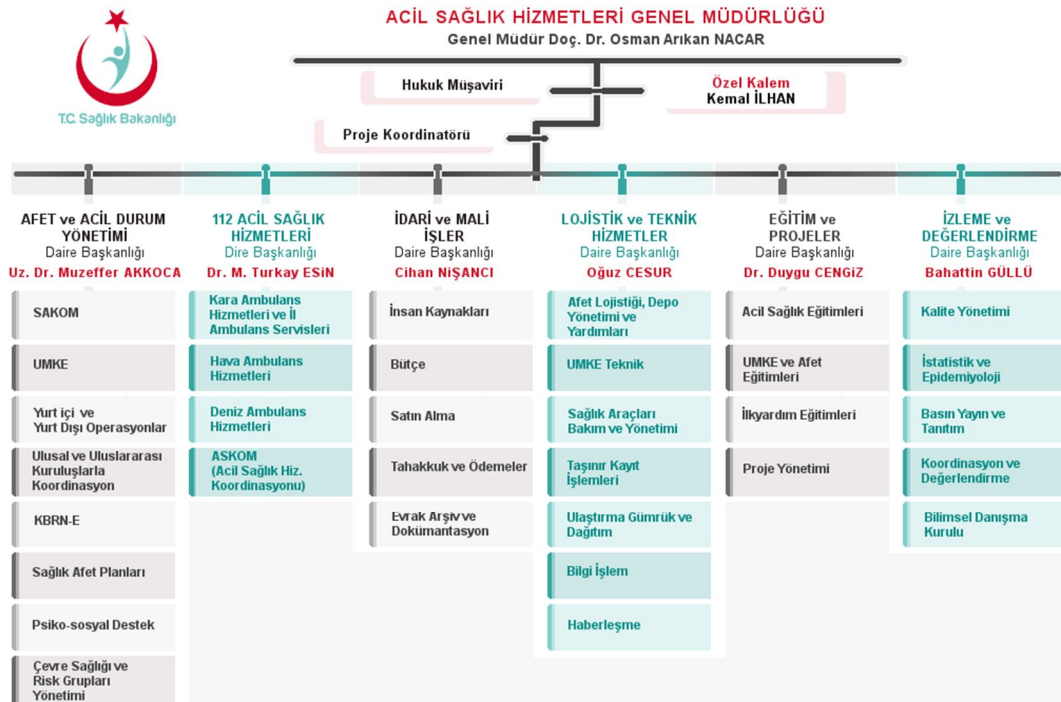 ACİL SAĞLIK HİZMETLERİ GENEL MÜDÜRLÜĞÜ
Genel Müdür Doç. Dr. Osman Arıkan NACAR
T.C. Sağlık Bakanlığı
Hukuk Müşaviri
Özel Kalem
Kemal İLHAN
Proje Koordinatörü
AFET ve ACİL DURUM
YÖNETİMİ
Daire Başkanlığı
Uz. Dr. Muzeffer AKKOCA
SAKOM
UMKE
Yurt içi ve
Yurt Dışı Operasyonlar
Ulusal ve Uluslararası
Kuruluşlarla
Koordinasyon
KBRN-E
Sağlık Afet Planları
Psiko-sosyal Destek
Çevre Sağlığı ve
Risk Grupları
Yönetimi
112 ACİL SAĞLIK
HİZMETLERİ
Dire Başkanlığı
Dr. M. Turkay ESiN
Kara Ambulans
Hizmetleri ve İl
Ambulans Servisleri
Hava Ambulans
Hizmetleri
Deniz Ambulans
Hizmetleri
ASKOM
(Acil Sağlık Hiz.
Koordinasyonu)
İDARİ ve MALİ
İŞLER
Daire Başkanlığı
Cihan NiŞANCI
İnsan Kaynakları
Bütçe
Satın Alma
Tahakkuk ve Ödemeler
Evrak Arşiv ve
Dokümantasyon
LOJİSTİK ve TEKNİK
HİZMETLER
Daire Başkanlığı
Oğuz CESUR
Afet Lojistiği, Depo
Yönetimi ve
Yardımları
UMKE Teknik
Sağlık Araçları
Bakım ve Yönetimi
Taşınır Kayıt
İşlemleri
Ulaştırma Gümrük ve
Dağıtım
Bilgi İşlem
Haberleşme
EĞİTİM ve
PROJELER
Daire Başkanlığı
Dr. Duygu CENGiZ
Acil Sağlık Eğitimleri
UMKE ve Afet
Eğitimleri
İlkyardım Eğitimleri
Proje Yönetimi
İZLEME ve
DEĞERLENDİRME
Daire Başkanlığı
Bahattin GÜLLÜ
Kalite Yönetimi
İstatistik ve
Epidemiyoloji
Basın Yayın ve
Tanıtım
Koordinasyon ve
Değerlendirme
Bilimsel Danışma
Kurulu